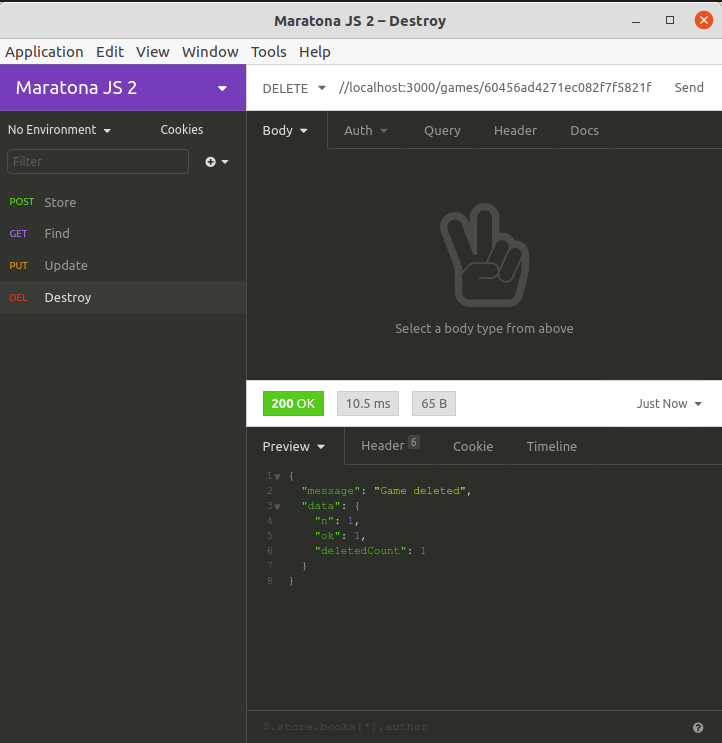 Maratona JS 2 – Destroy
Application Edit View Window Tools Help
Maratona JS 2
DELETE //localhost:3000/games/60456ad4271ec082f7f5821f Send
No Environment Cookies
Body Auth Query Header Docs
Filter
POST Store
GET Find
PUT Update
DEL Destroy
Select a body type from above
200 OK 10.5 ms 65 B Just Now
Preview Header 6 Cookie Timeline
1 {
2 "message": "Game deleted",
3 "data": {
4 "n": 1,
5 "ok": 1,
6 "deletedCount": 1
7 }
8 }
$.store.books[*].author